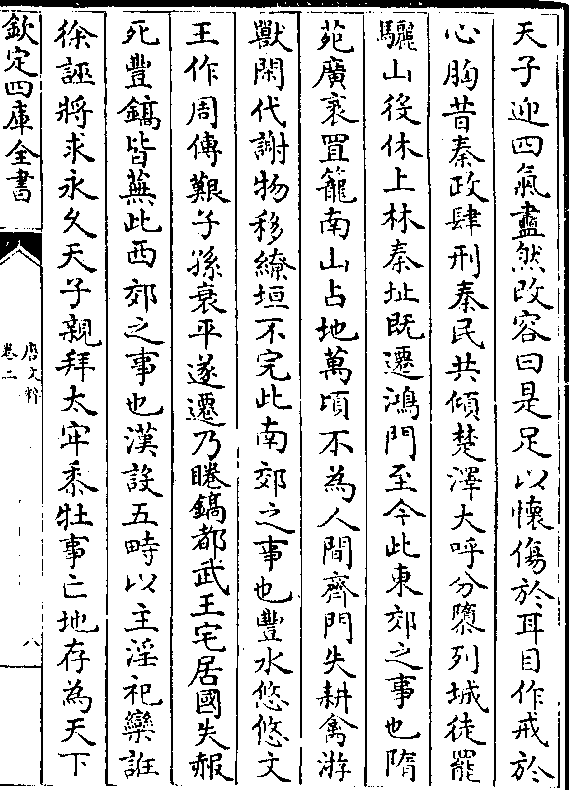 天子迎四氣盡然改容曰是足以懷傷於耳目作戒於
心胸昔秦政肆刑秦民共傾楚澤大呼分隳列城徒罷
驪山役休上林秦址既遷鴻門至今此東郊之事也隋
苑廣袤罝籠南山占地萬頃不為人間齊門失耕禽游
獸閑代謝物移繚垣不完此南郊之事也豐水悠悠文
王作周傳艱子孫衰平遂遷乃睠鎬都武王宅居國失赧
死豐鎬皆蕪此西郊之事也漢設五畤以主淫祀欒誑
徐誣將求永久天子親拜太牢黍牡事亡地存為天下
欽定四庫全書
唐文粹
卷二
八